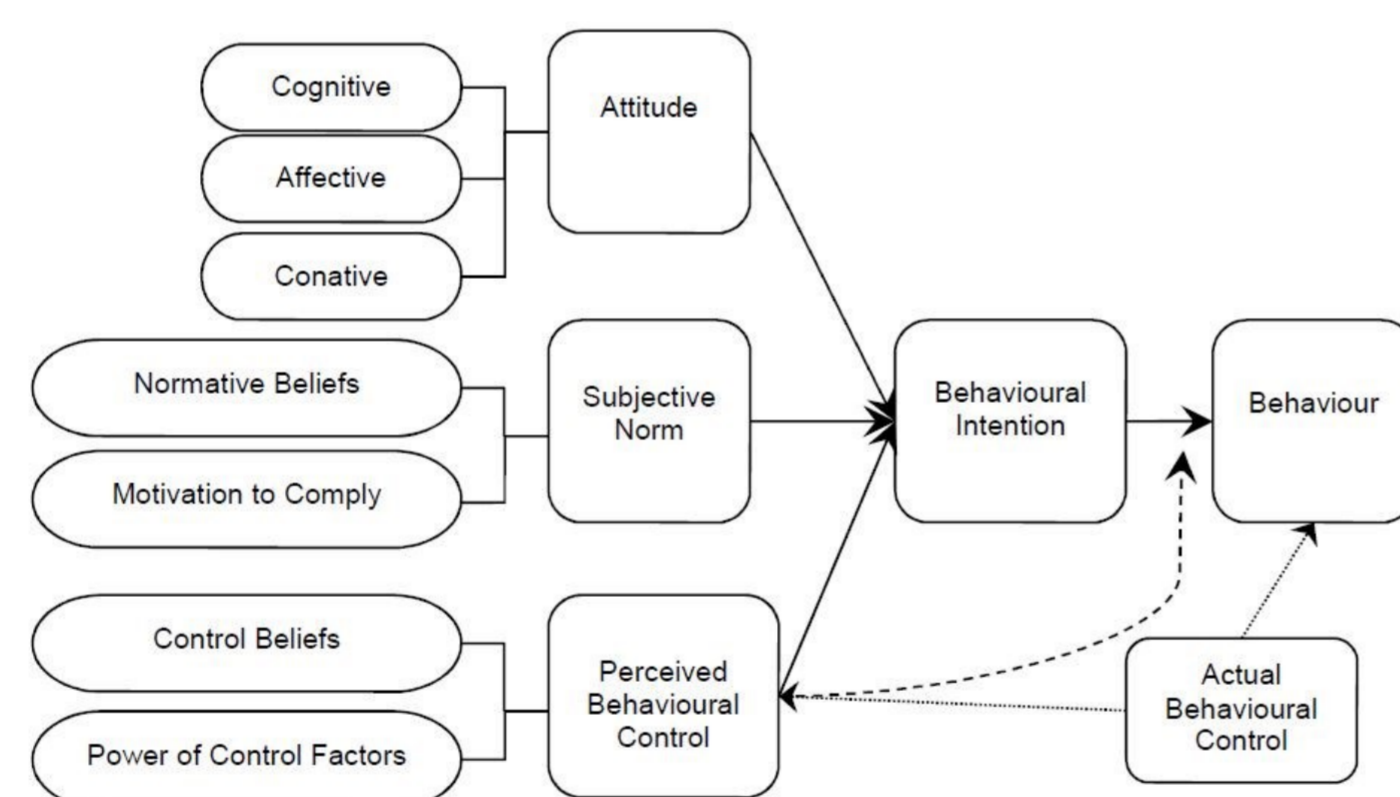 Cognitive
Affective
Conative
Attitude
Normative Beliefs
Motivation to Comply
Subjective
Norm
Control Beliefs
Power of Control Factors
Perceived
Behavioural
Control
Behavioural
Intention
Behaviour
Actual
Behavioural
Control